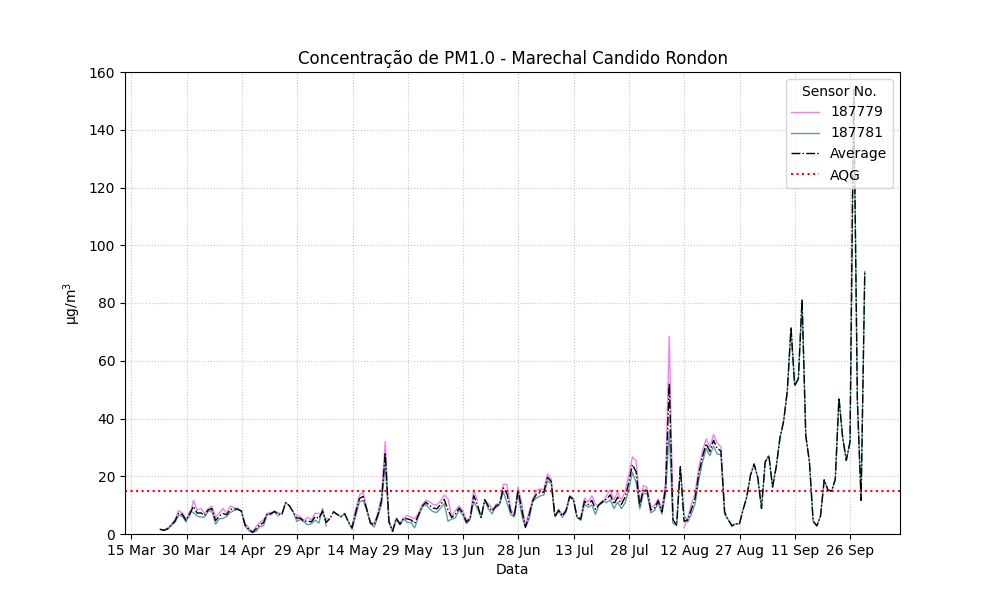 Concentração de PM1.0 - Marechal Candido Rondon
160
140
120
100
80
60
40
20
0
µg/m³
Sensor No.
187779
187781
Average
AQG
15 Mar 30 Mar 14 Apr 29 Apr 14 May 29 May 13 Jun 28 Jun 13 Jul 28 Jul 12 Aug 27 Aug 11 Sep 26 Sep
Data